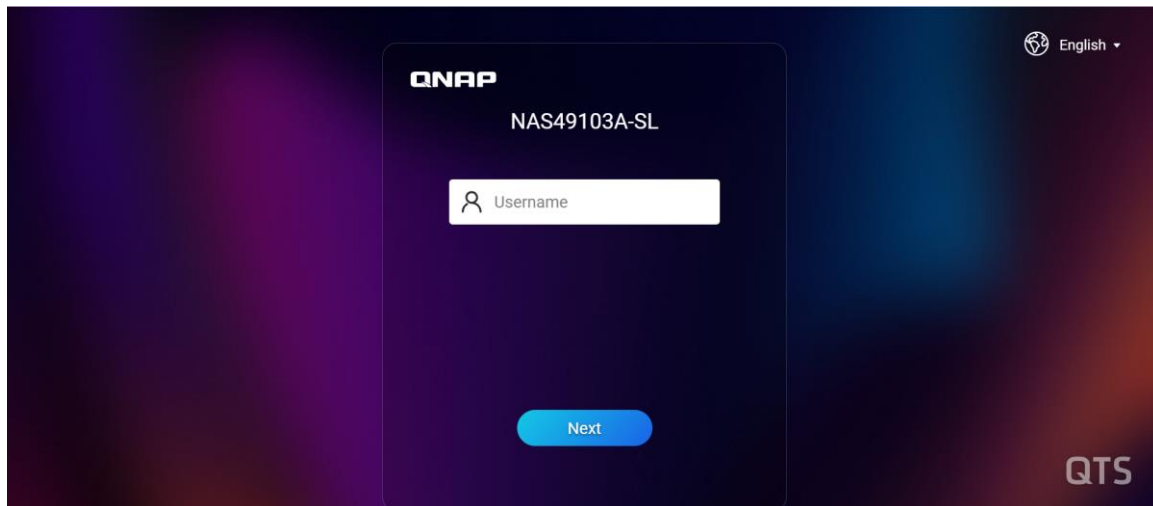 English
QNAP
NAS49103A-SL
Username
Next
QTS